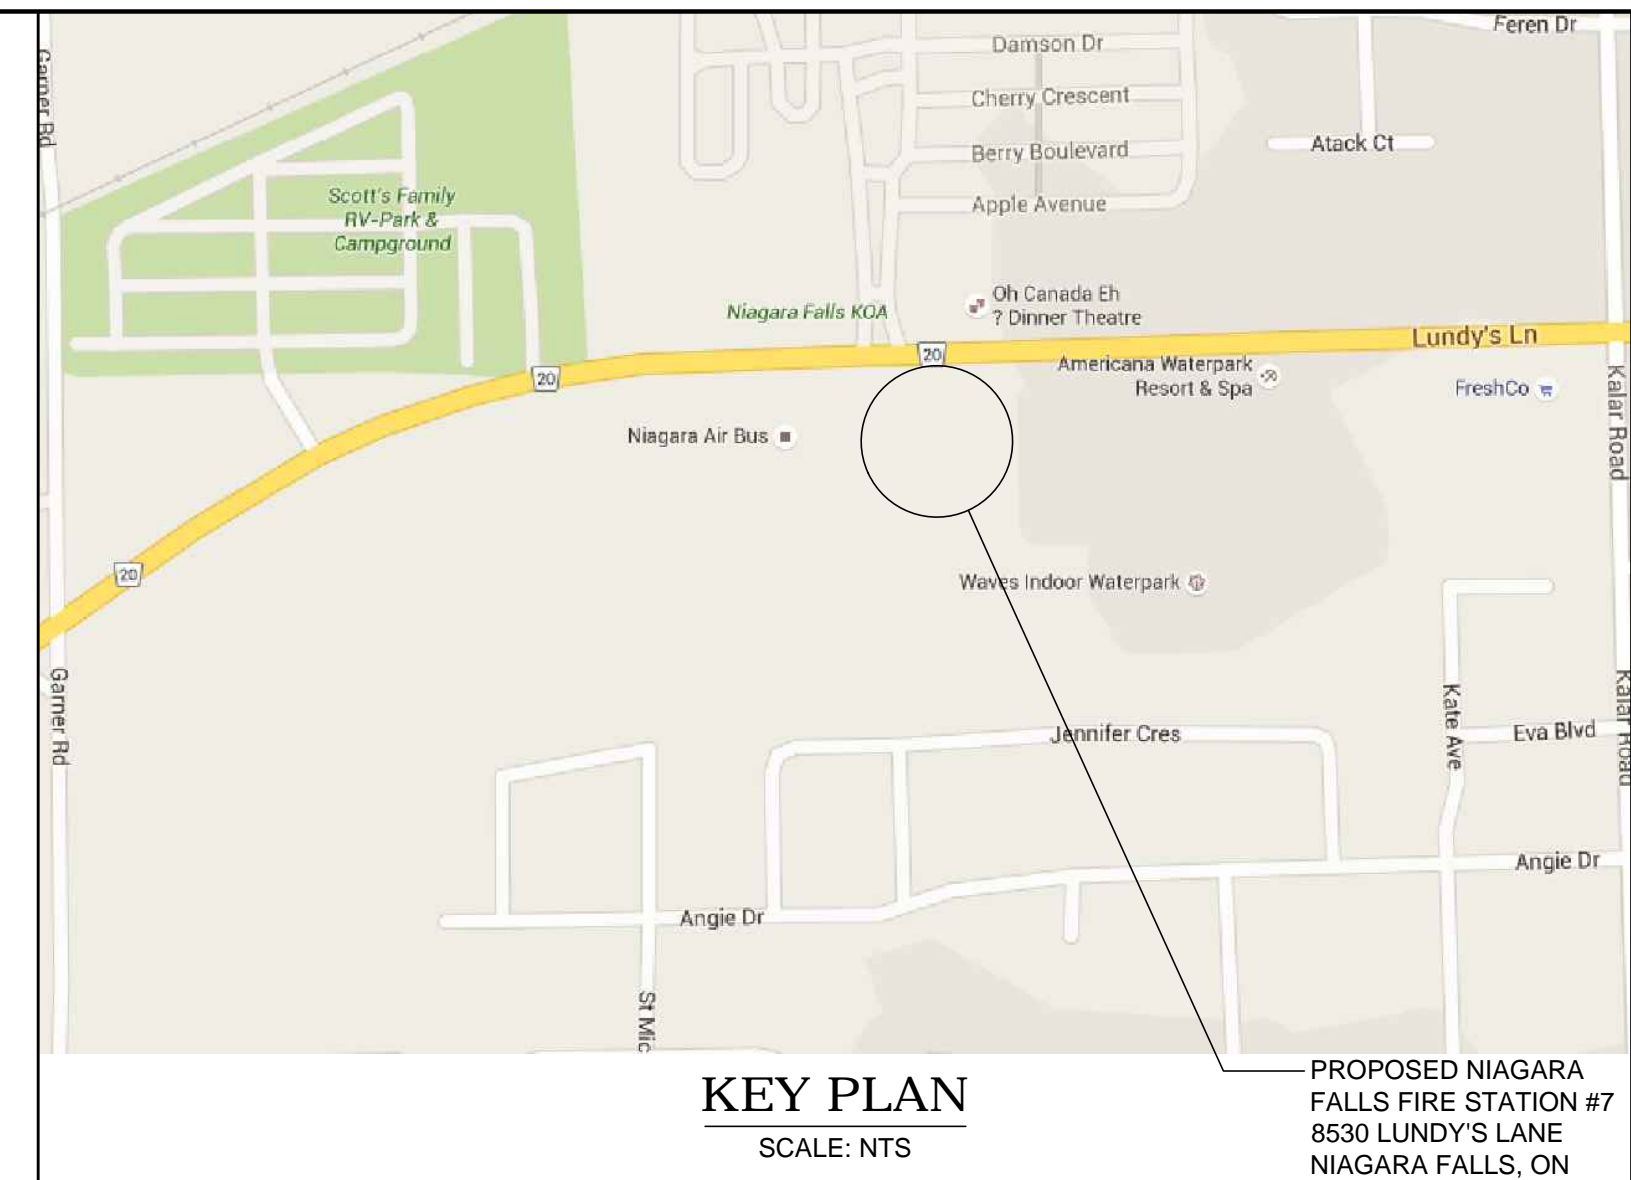 Feren Dr
Damson Dr
Garner Rd
Cherry Crescent
Atack Ct
Berry Boulevard
Scott's Family
RV-Park &
Campground
Apple Avenue
Oh Canada Eh
? Dinner Theatre
Niagara Falls KOA
Lundy's Ln
20
Americana Waterpark
Resort & Spa
20
FreshCo
Kalar Road
Niagara Air Bus
20
Waves Indoor Waterpark
Garner Rd
Kate Ave
Kalar Road
Jennifer Cres
Eva Blvd
Angie Dr
Angie Dr
St Mic
KEY PLAN
SCALE: NTS
PROPOSED NIAGARA
FALLS FIRE STATION #7
8530 LUNDY'S LANE
NIAGARA FALLS, ON